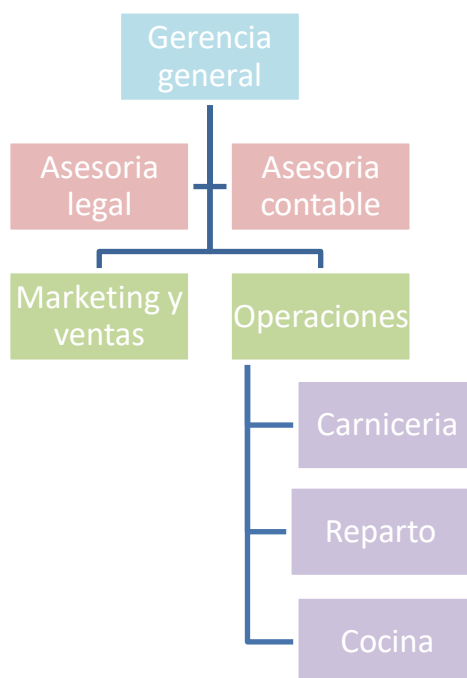 Gerencia
general
Asesoria
legal
Asesoria
contable
Marketing y
ventas
Operaciones
Carniceria
Reparto
Cocina